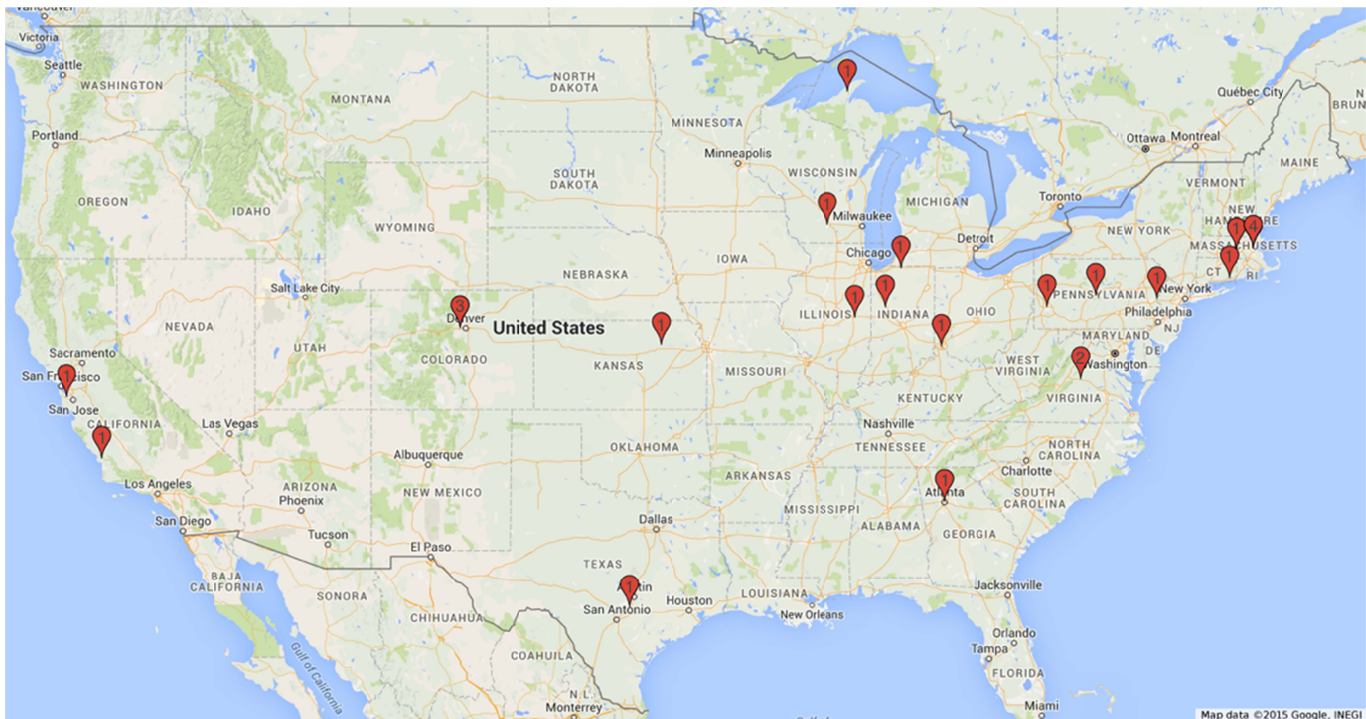 Vancouver
Victoria
Seattle
WASHINGTON
MONTANA
NORTH
DAKOTA
MINNESOTA
1
Québec City
Ottawa
Montreal
MAINE
Portland
Minneapolis
SOUTH
DAKOTA
WISCONSIN
VERMONT
OREGON
IDAHO
WYOMING
1
Milwaukee
MICHIGAN
Toronto
NEW
HAMPSHIRE
NEW YORK
1
4
MASSACHUSETTS
Detroit
Chicago
1
IOWA
NEBRASKA
1
CT
RI
Salt Lake City
NEVADA
UTAH
3
Denver
United States
1
ILLINOIS
1
INDIANA
1
OHIO
1
1
PENNSYLVANIA
1
New York
Philadelphia
NJ
1
MARYLAND
DE
Sacramento
San Francisco
1
San Jose
CALIFORNIA
COLORADO
KANSAS
MISSOURI
WEST
VIRGINIA
2
Washington
VIRGINIA
KENTUCKY
1
Las Vegas
Nashville
TENNESSEE
NORTH
CAROLINA
Charlotte
Albuquerque
OKLAHOMA
ARKANSAS
Los Angeles
ARIZONA
Phoenix
NEW MEXICO
1
Atlanta
SOUTH
CAROLINA
MISSISSIPPI
ALABAMA
GEORGIA
San Diego
Tucson
El Paso
Dallas
TEXAS
BAJA
CALIFORNIA
SONORA
CHIHUAHUA
1
Austin
San Antonio
Houston
LOUISIANA
New Orleans
Jacksonville
Gulf of California
COAHUILA
Orlando
Tampa
FLORIDA
N.L.
Monterrey
Miami
Map data ©2015 Google, INEGI